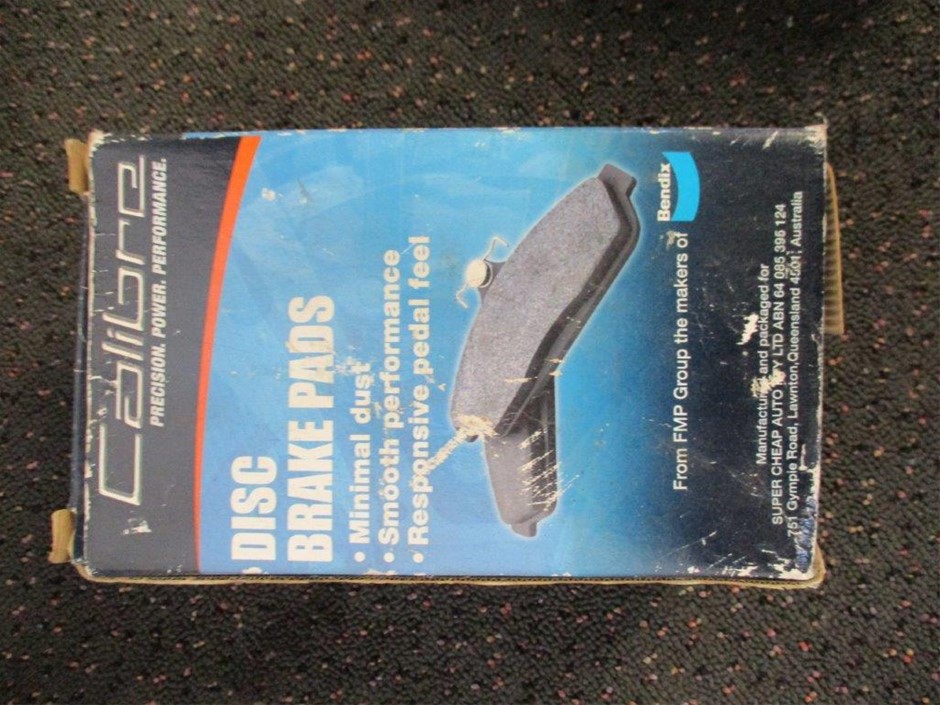 Calibre
PRECISION. POWER. PERFORMANCE.
DISC
BRAKE PADS
• Minimal dust
• Smooth performance
• Responsive pedal feel
From FMP Group the makers of Bendix
Manufactured and packaged for
SUPER CHEAP AUTO PTY LTD ABN 64 085 395 124
751 Gympie Road, Lawnton, Queensland 4501, Australia